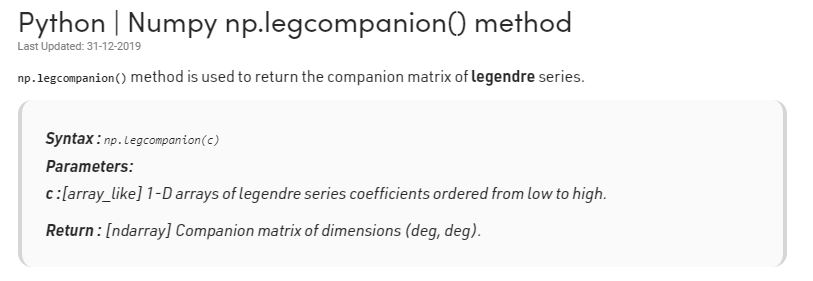 Python | Numpy np.legcompanion() method
Last Updated: 31-12-2019
np.legcompanion() method is used to return the companion matrix of legendre series.
Syntax : np.legcompanion(c)
Parameters:
c :[array_like] 1-D arrays of legendre series coefficients ordered from low to high.
Return : [ndarray] Companion matrix of dimensions (deg, deg).